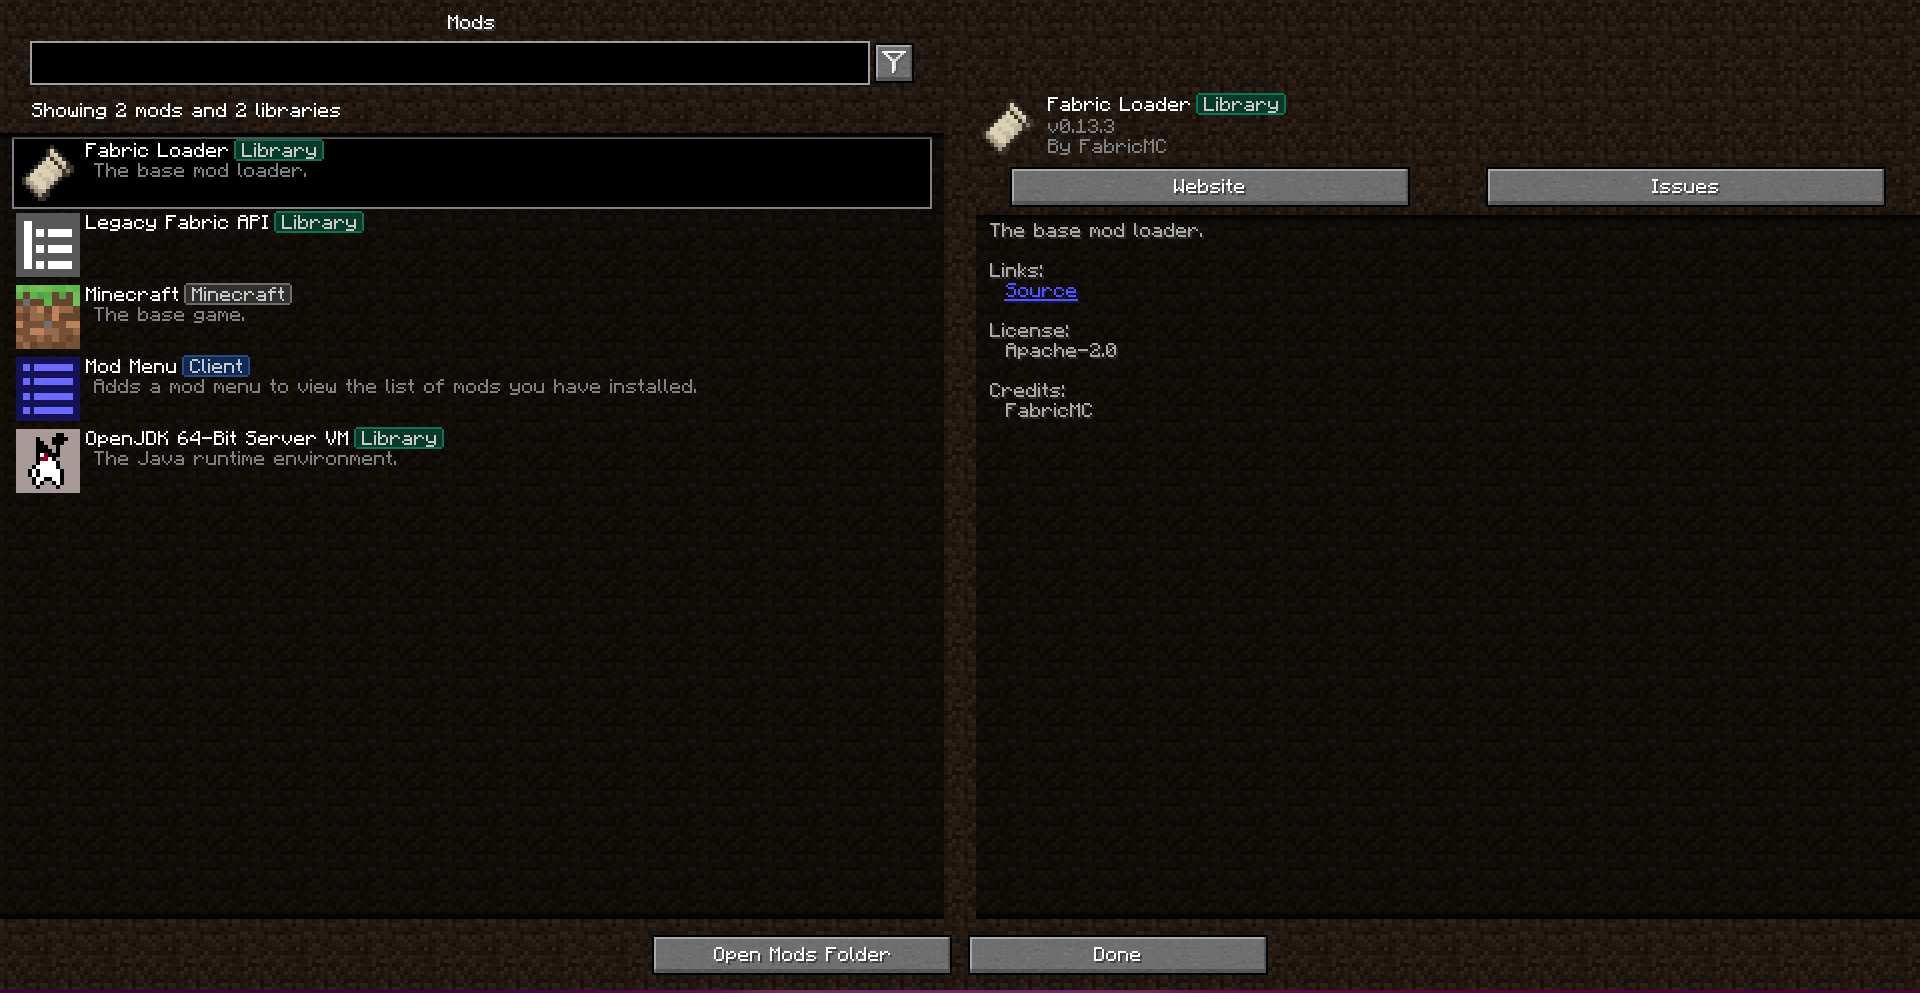 Mods
Showing 2 mods and 2 libraries
Fabric Loader Library
The base mod loader.
Legacy Fabric API Library
Minecraft Minecraft
The base game.
Mod Menu Client
Adds a mod menu to view the list of mods you have installed.
OpenJDK 64-Bit Server VM Library
The Java runtime environment.
Fabric Loader Library
v0.13.3
By FabricMC
Website
Issues
The base mod loader.
Links:
Source
License:
Apache-2.0
Credits:
FabricMC
Open Mods Folder
Done